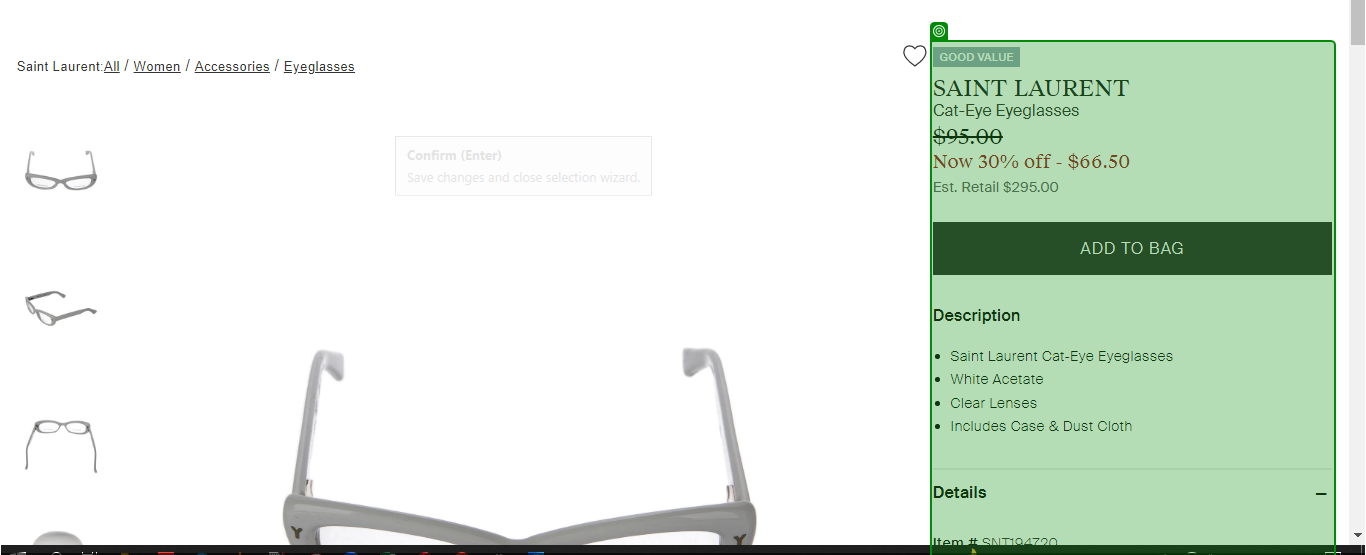 Saint Laurent:All / Women / Accessories / Eyeglasses
Confirm (Enter)
Save changes and close selection wizard.
GOOD VALUE
SAINT LAURENT
Cat-Eye Eyeglasses
$95.00
Now 30% off - $66.50
Est. Retail $295.00
ADD TO BAG
Description
• Saint Laurent Cat-Eye Eyeglasses
• White Acetate
• Clear Lenses
• Includes Case & Dust Cloth
Details
Item # SNT194720